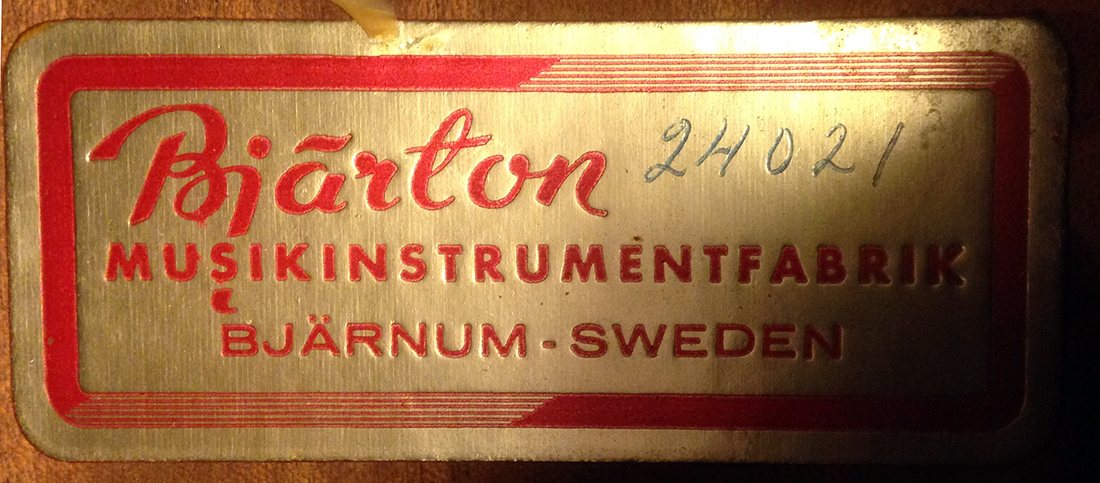 Bjärton 24021
MUSIKINSTRUMENTFABRIK
BJÄRNUM - SWEDEN